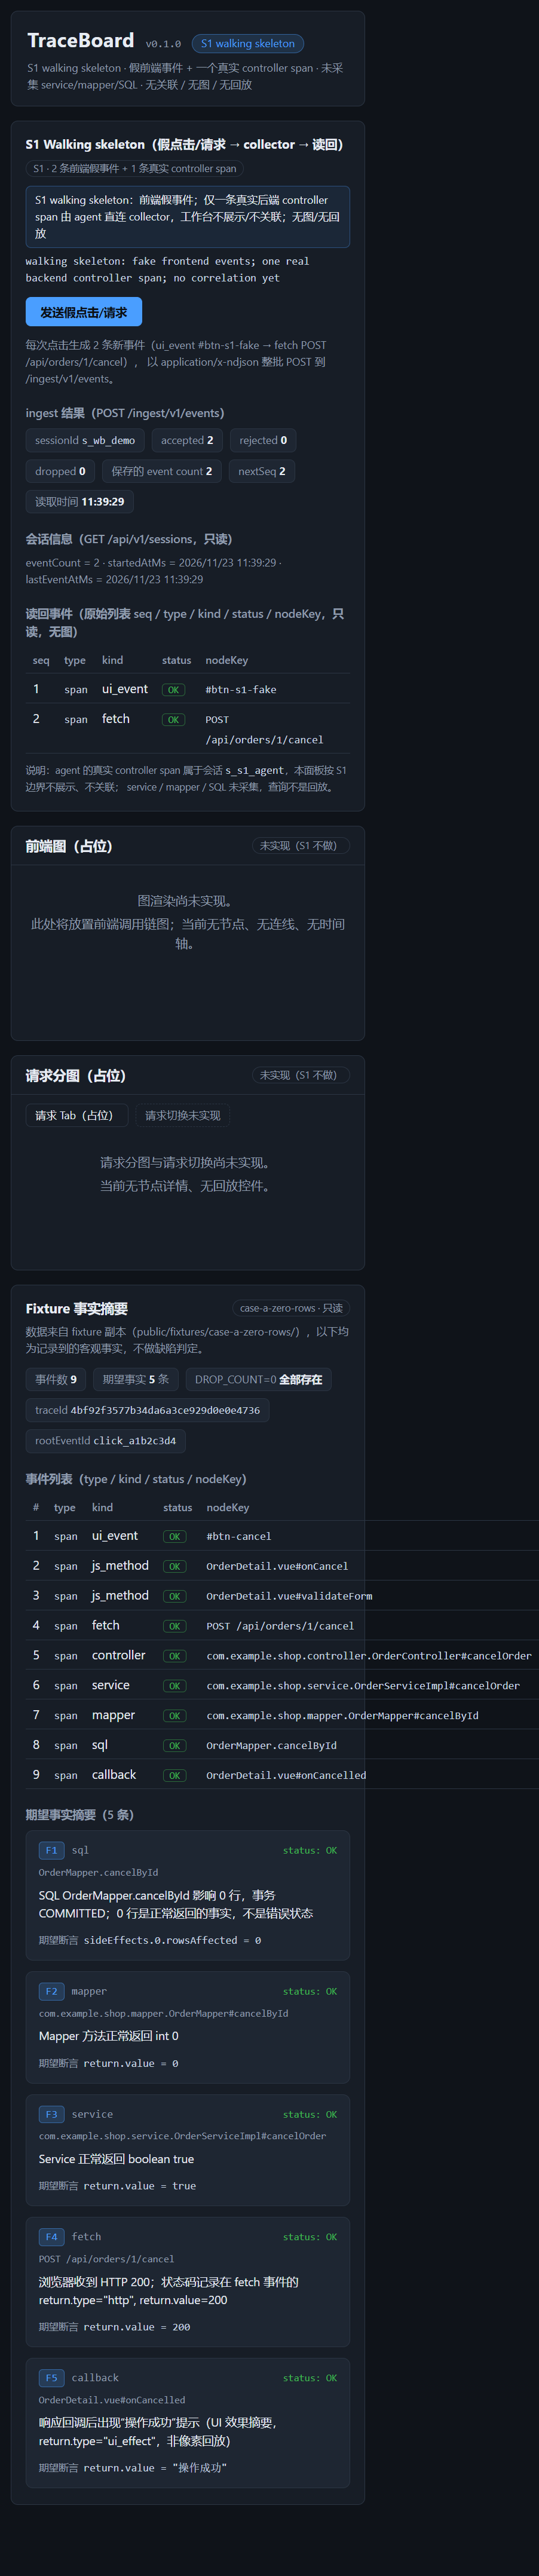 TraceBoard v0.1.0 S1 walking skeleton
S1 walking skeleton · 假前端事件 + 一个真实 controller span · 未采
集 service/mapper/SQL · 无关联 / 无图 / 无回放
S1 Walking skeleton（假点击/请求 → collector → 读回）
S1 · 2 条前端假事件 + 1 条真实 controller span
S1 walking skeleton：前端假事件；仅一条真实后端 controller
span 由 agent 直连 collector，工作台不展示/不关联；无图/无回
放
walking skeleton: fake frontend events; one real
backend controller span; no correlation yet
发送假点击/请求
每次点击生成 2 条新事件（ui_event #btn-s1-fake → fetch POST
/api/orders/1/cancel），以 application/x-ndjson 整批 POST 到
/ingest/v1/events。
ingest 结果（POST /ingest/v1/events）
sessionId s_wb_demo accepted 2 rejected 0
dropped 0 保存的 event count 2 nextSeq 2
读取时间 11:39:29
会话信息（GET /api/v1/sessions，只读）
eventCount = 2 · startedAtMs = 2026/11/23 11:39:29 ·
lastEventAtMs = 2026/11/23 11:39:29
读回事件（原始列表 seq / type / kind / status / nodeKey，只
读，无图）
seq type kind status nodeKey
1 span ui_event OK #btn-s1-fake
2 span fetch OK POST
/api/orders/1/cancel
说明：agent 的真实 controller span 属于会话 s_s1_agent，本面板按 S1
边界不展示、不关联； service / mapper / SQL 未采集，查询不是回放。
前端图（占位） 未实现（S1 不做）
图渲染尚未实现。
此处将放置前端调用链图；当前无节点、无连线、无时间
轴。
请求分图（占位） 未实现（S1 不做）
请求 Tab（占位） 请求切换未实现
请求分图与请求切换尚未实现。
当前无节点详情、无回放控件。
Fixture 事实摘要 case-a-zero-rows · 只读
数据来自 fixture 副本（public/fixtures/case-a-zero-rows/），以下均
为记录到的客观事实，不做缺陷判定。
事件数 9 期望事实 5 条 DROP_COUNT=0 全部存在
traceId 4bf92f3577b34da6a3ce929d0e0e4736
rootEventId click_a1b2c3d4
事件列表（type / kind / status / nodeKey）
# type kind status nodeKey
1 span ui_event OK #btn-cancel
2 span js_method OK OrderDetail.vue#onCancel
3 span js_method OK OrderDetail.vue#validateForm
4 span fetch OK POST /api/orders/1/cancel
5 span controller OK com.example.shop.controller.OrderController#cancelOrder
6 span service OK com.example.shop.service.OrderServiceImpl#cancelOrder
7 span mapper OK com.example.shop.mapper.OrderMapper#cancelById
8 span sql OK OrderMapper.cancelById
9 span callback OK OrderDetail.vue#onCancelled
期望事实摘要（5 条）
F1 sql status: OK
OrderMapper.cancelById
SQL OrderMapper.cancelById 影响 0 行，事务
COMMITTED；0 行是正常返回的事实，不是错误状态
期望断言 sideEffects.0.rowsAffected = 0
F2 mapper status: OK
com.example.shop.mapper.OrderMapper#cancelById
Mapper 方法正常返回 int 0
期望断言 return.value = 0
F3 service status: OK
com.example.shop.service.OrderServiceImpl#cancelOrder
Service 正常返回 boolean true
期望断言 return.value = true
F4 fetch status: OK
POST /api/orders/1/cancel
浏览器收到 HTTP 200；状态码记录在 fetch 事件的
return.type="http", return.value=200
期望断言 return.value = 200
F5 callback status: OK
OrderDetail.vue#onCancelled
响应回调后出现"操作成功"提示（UI 效果摘要，
return.type="ui_effect"，非像素回放）
期望断言 return.value = "操作成功"